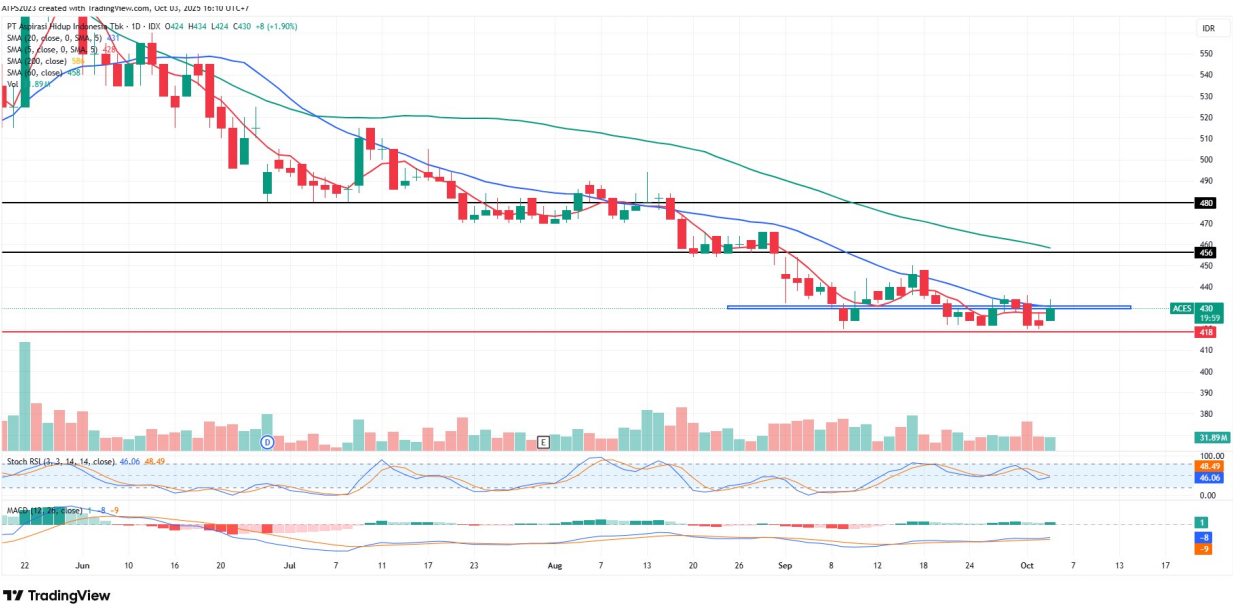 ATPS2023 created with TradingView.com, Oct 03, 2025 16:10 UTC+7
PT Aspirasi Hidup Indonesia Tbk · 1D · IDX O424 H434 L424 C430 +8 (+1.90%)
IDR
SMA (20, close, 0, SMA, 5) 431
SMA (5, close, 0, SMA, 5) 428
SMA (200, close)
SMA (60, close) 458
Vol 31.89M
550
540
530
520
510
500
490
480
470
460
456
450
440
ACES 430
19:59
418
410
400
390
380
D
E
31.89M
Stoch RSI (3, 3, 14, 14, close) 46.06 48.49
100.00
48.49
46.06
0.00
MACD (12, 26, close) 1 -8 -9
1
-8
-9
22 Jun 10 16 20 Jul 7 11 17 23 Aug 7 13 20 26 Sep 8 12 18 24 Oct 7 13 17
TradingView